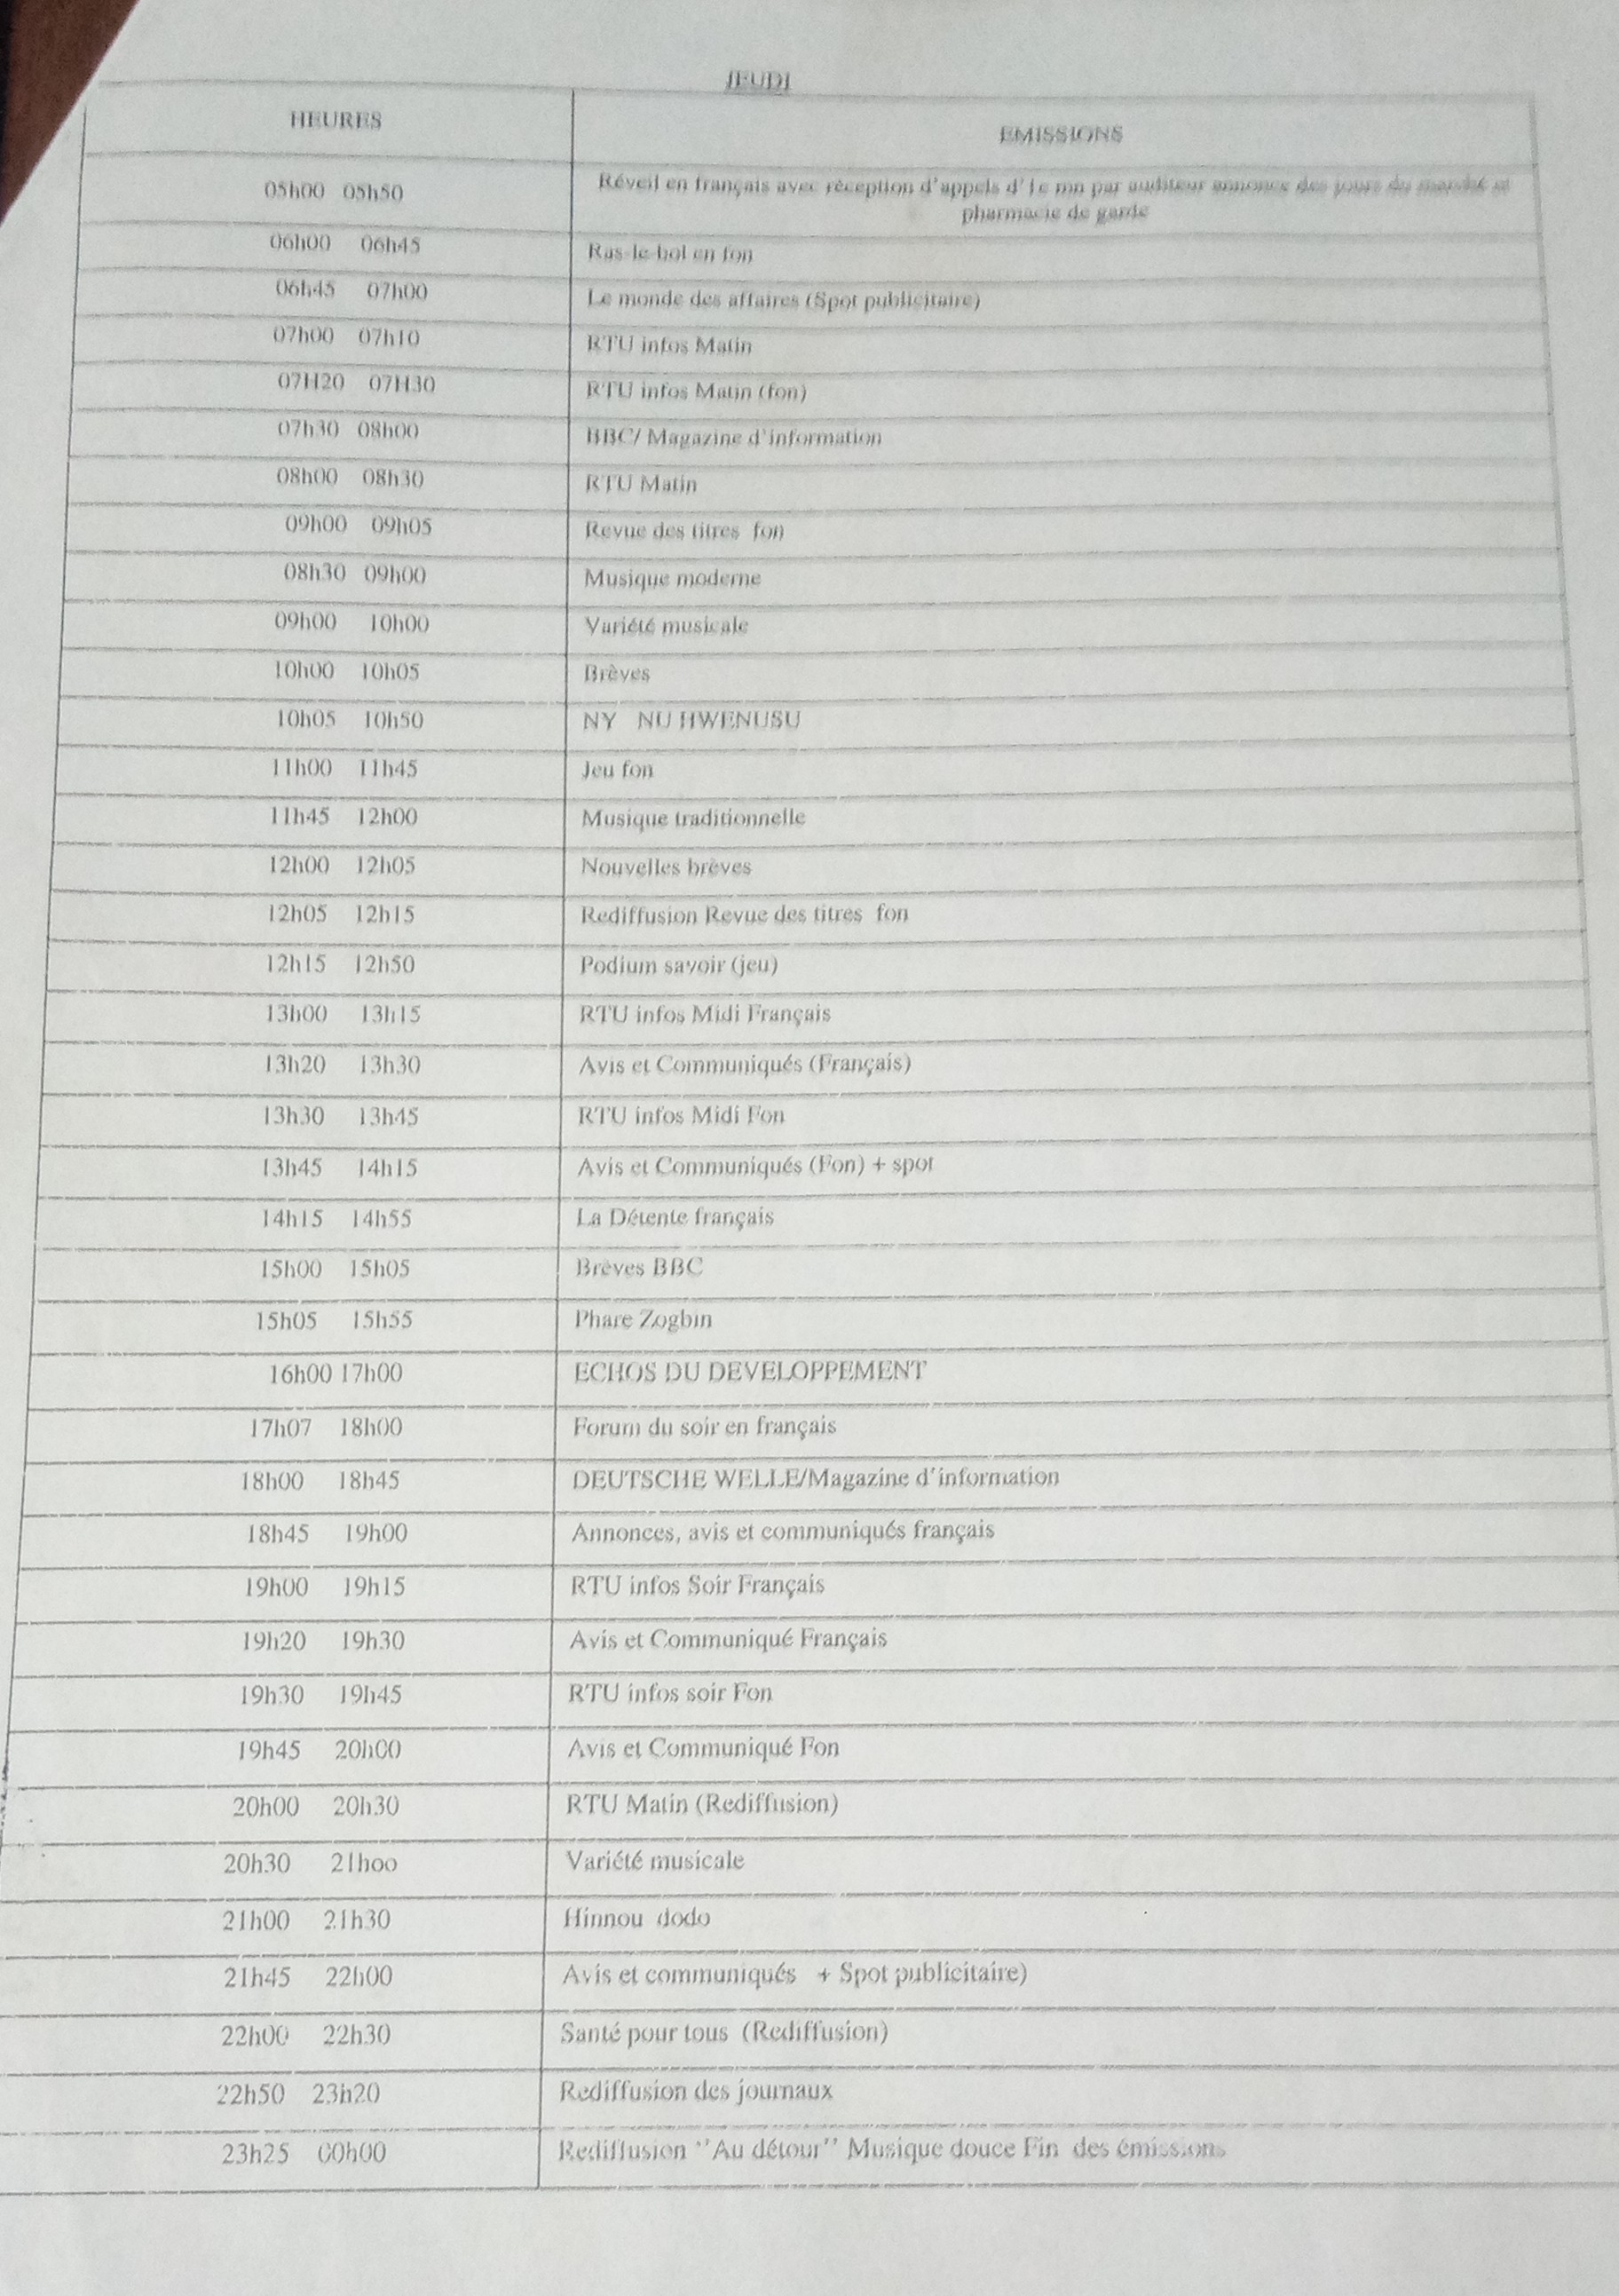 JEUDI
HEURES EMISSIONS
05h00 05h50 Réveil en français avec réception d'appels d'1e mn par auditeur annonce des jours du marché et
pharmacie de garde
06h00 06h45 Ras-le-bol en fon
06h45 07h00 Le monde des affaires (Spot publicitaire)
07h00 07h10 RTU infos Matin
07H20 07H30 RTU infos Matin (fon)
07h30 08h00 BBC/ Magazine d'information
08h00 08h30 RTU Matin
09h00 09h05 Revue des titres fon
08h30 09h00 Musique moderne
09h00 10h00 Variété musicale
10h00 10h05 Brèves
10h05 10h50 NY NU HWENUSU
11h00 11h45 Jeu fon
11h45 12h00 Musique traditionnelle
12h00 12h05 Nouvelles brèves
12h05 12h15 Rediffusion Revue des titres fon
12h15 12h50 Podium savoir (jeu)
13h00 13h15 RTU infos Midi Français
13h20 13h30 Avis et Communiqués (Français)
13h30 13h45 RTU infos Midi Fon
13h45 14h15 Avis et Communiqués (Fon) + spot
14h15 14h55 La Détente français
15h00 15h05 Brèves BBC
15h05 15h55 Phare Zogbin
16h00 17h00 ECHOS DU DEVELOPPEMENT
17h07 18h00 Forum du soir en français
18h00 18h45 DEUTSCHE WELLE/Magazine d'information
18h45 19h00 Annonces, avis et communiqués français
19h00 19h15 RTU infos Soir Français
19h20 19h30 Avis et Communiqué Français
19h30 19h45 RTU infos soir Fon
19h45 20h00 Avis et Communiqué Fon
20h00 20h30 RTU Matin (Rediffusion)
20h30 21hoo Variété musicale
21h00 21h30 Hinnou dodo
21h45 22h00 Avis et communiqués + Spot publicitaire)
22h00 22h30 Santé pour tous (Rediffusion)
22h50 23h20 Rediffusion des journaux
23h25 00h00 Rediffusion ''Au détour'' Musique douce Fin des émissions